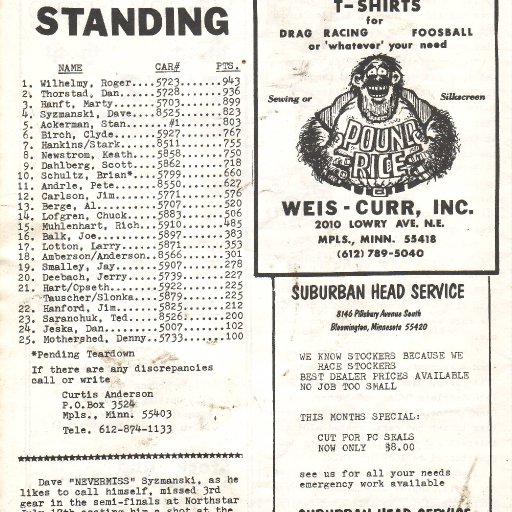 STANDING
NAME CAR# PTS.
1. Wilhelmy, Roger....5723.......943
2. Thorstad, Dan......5728.......936
3. Hanft, Marty.......5703.......899
4. Syzmanski, Dave....8525.......823
5. Ackerman, Stan.......#1.......803
6. Birch, Clyde.......5927.......767
7. Hankins/Stark......8511.......755
8. Newstrom, Keath....5858.......750
9. Dahlberg, Scott....5862.......718
10. Schultz, Brian*...5799.......660
11. Andrle, Pete......8550.......627
12. Carlson, Jim......5771.......576
13. Berge, Al.........5707.......520
14. Lofgren, Chuck....5883.......506
15. Muhlenhart, Rich..5910.......485
16. Balk, Joe.........5897.......383
17. Lotton, Larry.....5871.......353
18. Amberson/Anderson.8566.......301
19. Smalley, Jay......5907.......278
20. Deebach, Jerry....5739.......227
21. Hart/Opseth.......5922.......225
Tauscher/Slonka...5879.......225
22. Hanford, Jim......5825.......212
23. Saranchuk, Ted....8526.......200
24. Jeska, Dan........5007.......102
25. Mothershed, Denny.5733.......100
*Pending Teardown
If there are any discrepancies
call or write
Curtis Anderson
P.O.Box 3524
Mpls., Minn. 55403
Tele. 612-874-1133
Dave "NEVERMISS" Syzmanski, as he
likes to call himself, missed 3rd
gear in the semi-finals at Northstar
T-SHIRTS
for
DRAG RACING FOOSBALL
or 'whatever' your need
Sewing or Silkscreen
POUNA
RICE
WEIS - CURR, INC.
2010 LOWRY AVE. N.E.
MPLS., MINN. 55418
(612) 789-5040
SUBURBAN HEAD SERVICE
8146 Pillsbury Avenue South
Bloomington, Minnesota 55420
WE KNOW STOCKERS BECAUSE WE
RACE STOCKERS
BEST DEALER PRICES AVAILABLE
NO JOB TOO SMALL
THIS MONTHS SPECIAL:
CUT FOR PC SEALS
NOW ONLY $8.00
see us for all your needs
emergency work available
SUBURBAN HEAD SERVICE